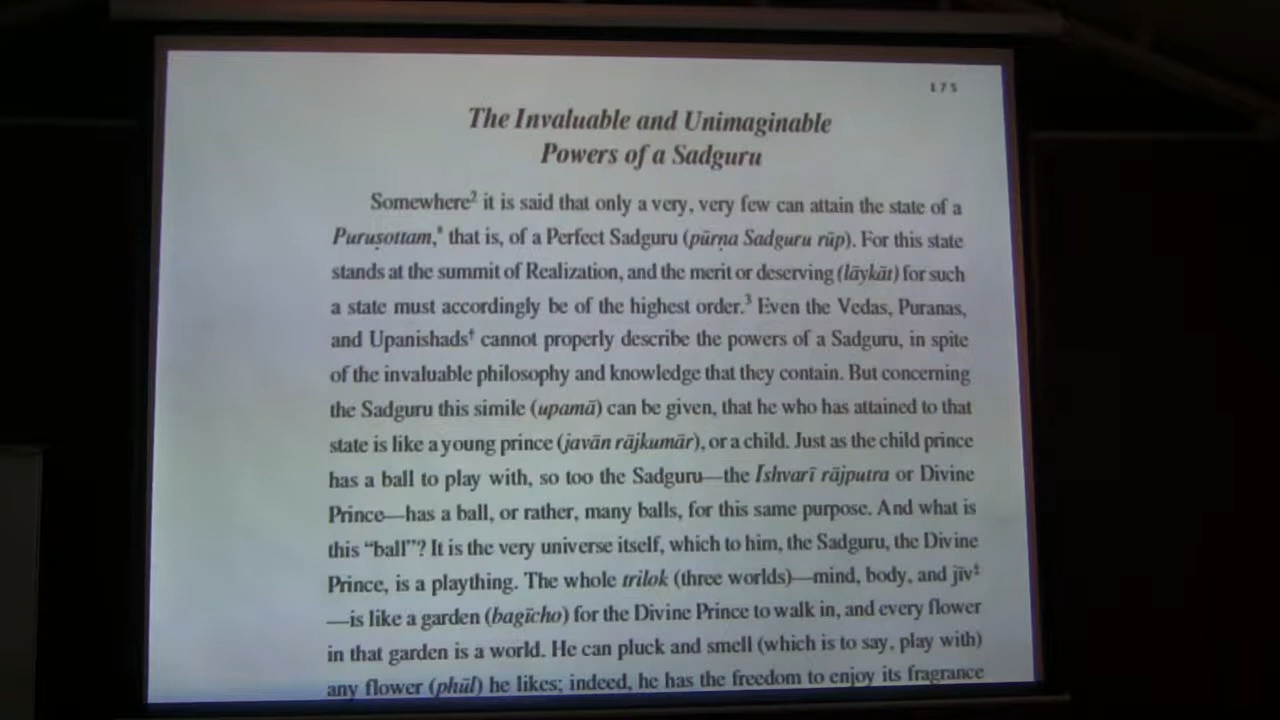 175
The Invaluable and Unimaginable
Powers of a Sadguru
Somewhere² it is said that only a very, very few can attain the state of a
Puruṣottam,* that is, of a Perfect Sadguru (pūrṇa Sadguru rūp). For this state
stands at the summit of Realization, and the merit or deserving (lāykāt) for such
a state must accordingly be of the highest order.³ Even the Vedas, Puranas,
and Upanishads† cannot properly describe the powers of a Sadguru, in spite
of the invaluable philosophy and knowledge that they contain. But concerning
the Sadguru this simile (upamā) can be given, that he who has attained to that
state is like a young prince (javān rājkumār), or a child. Just as the child prince
has a ball to play with, so too the Sadguru—the Īshvarī rājputra or Divine
Prince—has a ball, or rather, many balls, for this same purpose. And what is
this “ball”? It is the very universe itself, which to him, the Sadguru, the Divine
Prince, is a plaything. The whole trilok (three worlds)—mind, body, and jīv‡
—is like a garden (bagīcho) for the Divine Prince to walk in, and every flower
in that garden is a world. He can pluck and smell (which is to say, play with)
any flower (phūl) he likes; indeed, he has the freedom to enjoy its fragrance